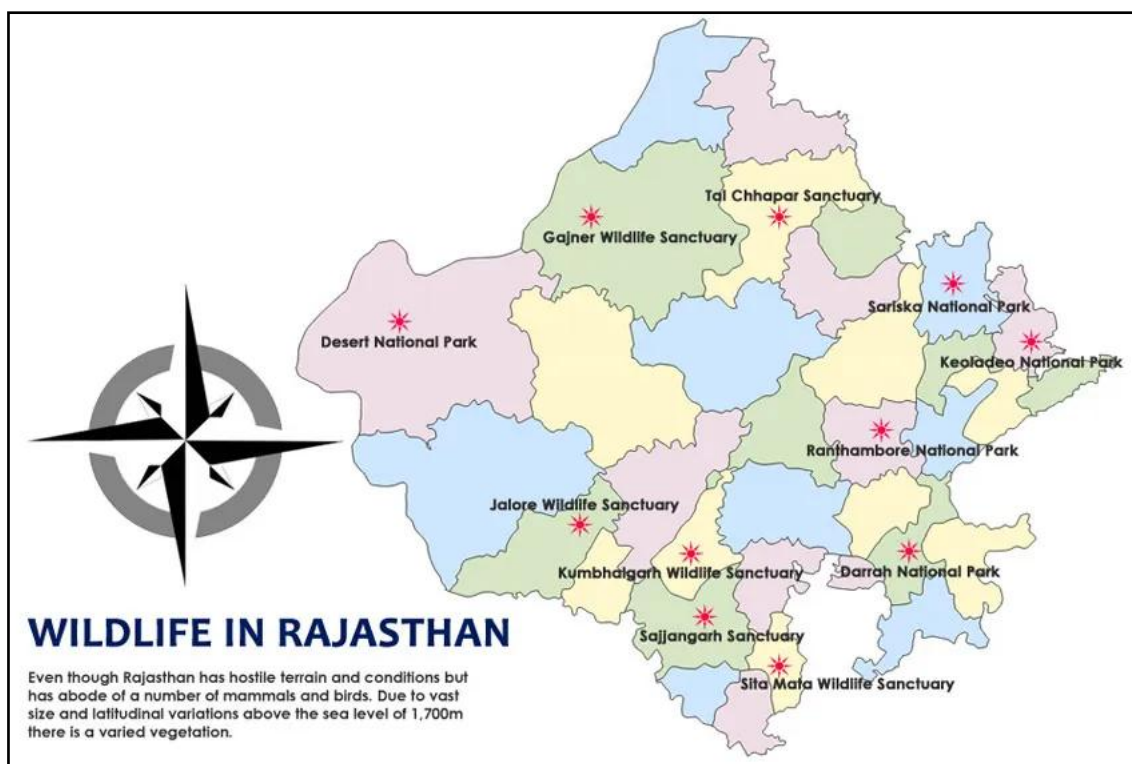 Tal Chhapar Sanctuary
Gajner Wildlife Sanctuary
Sariska National Park
Desert National Park
Keoladeo National Park
Ranthambore National Park
Jalore Wildlife Sanctuary
Kumbhalgarh Wildlife Sanctuary
Darrah National Park
Sajjangarh Sanctuary
Sita Mata Wildlife Sanctuary
WILDLIFE IN RAJASTHAN
Even though Rajasthan has hostile terrain and conditions but
has abode of a number of mammals and birds. Due to vast
size and latitudinal variations above the sea level of 1,700m
there is a varied vegetation.